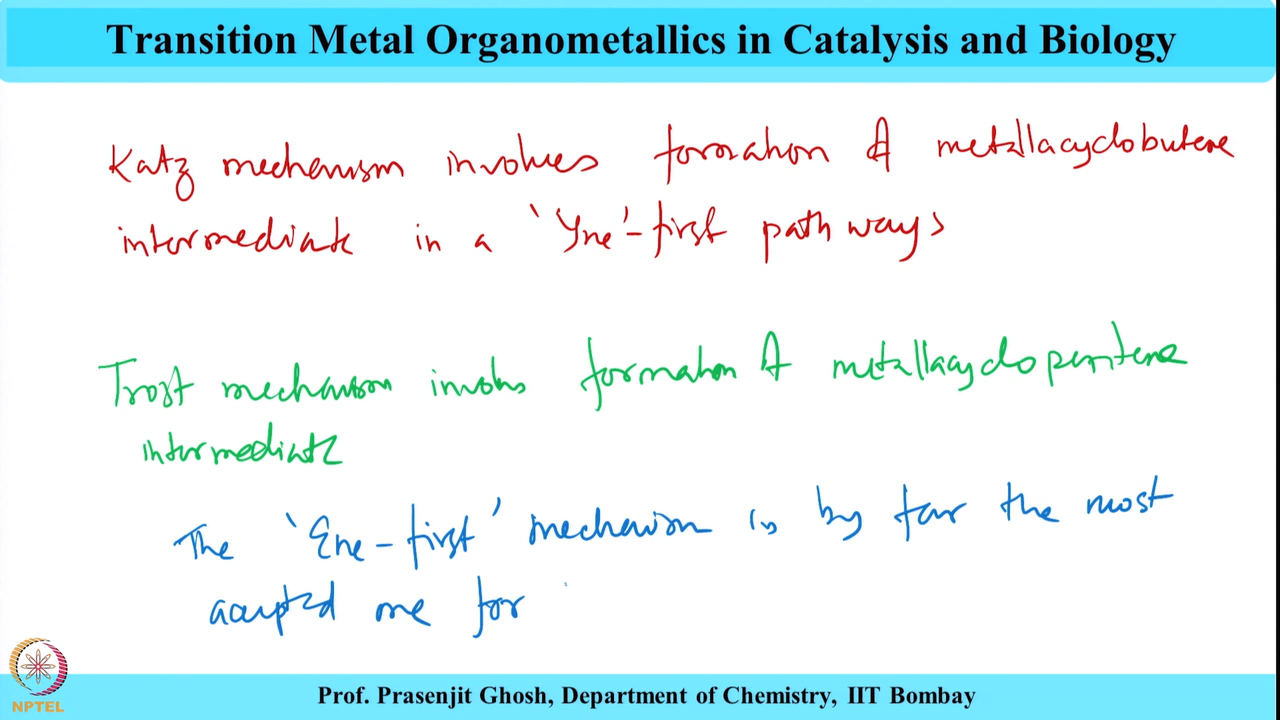 Transition Metal Organometallics in Catalysis and Biology
Katz mechanism involves formation of metallacyclobutene
intermediate in a 'Yne'-first pathways
Trost mechanism involves formation of metallacyclopentene
intermediate
The 'Ene-first' mechanism is by far the most
accepted one for
NPTEL
Prof. Prasenjit Ghosh, Department of Chemistry, IIT Bombay